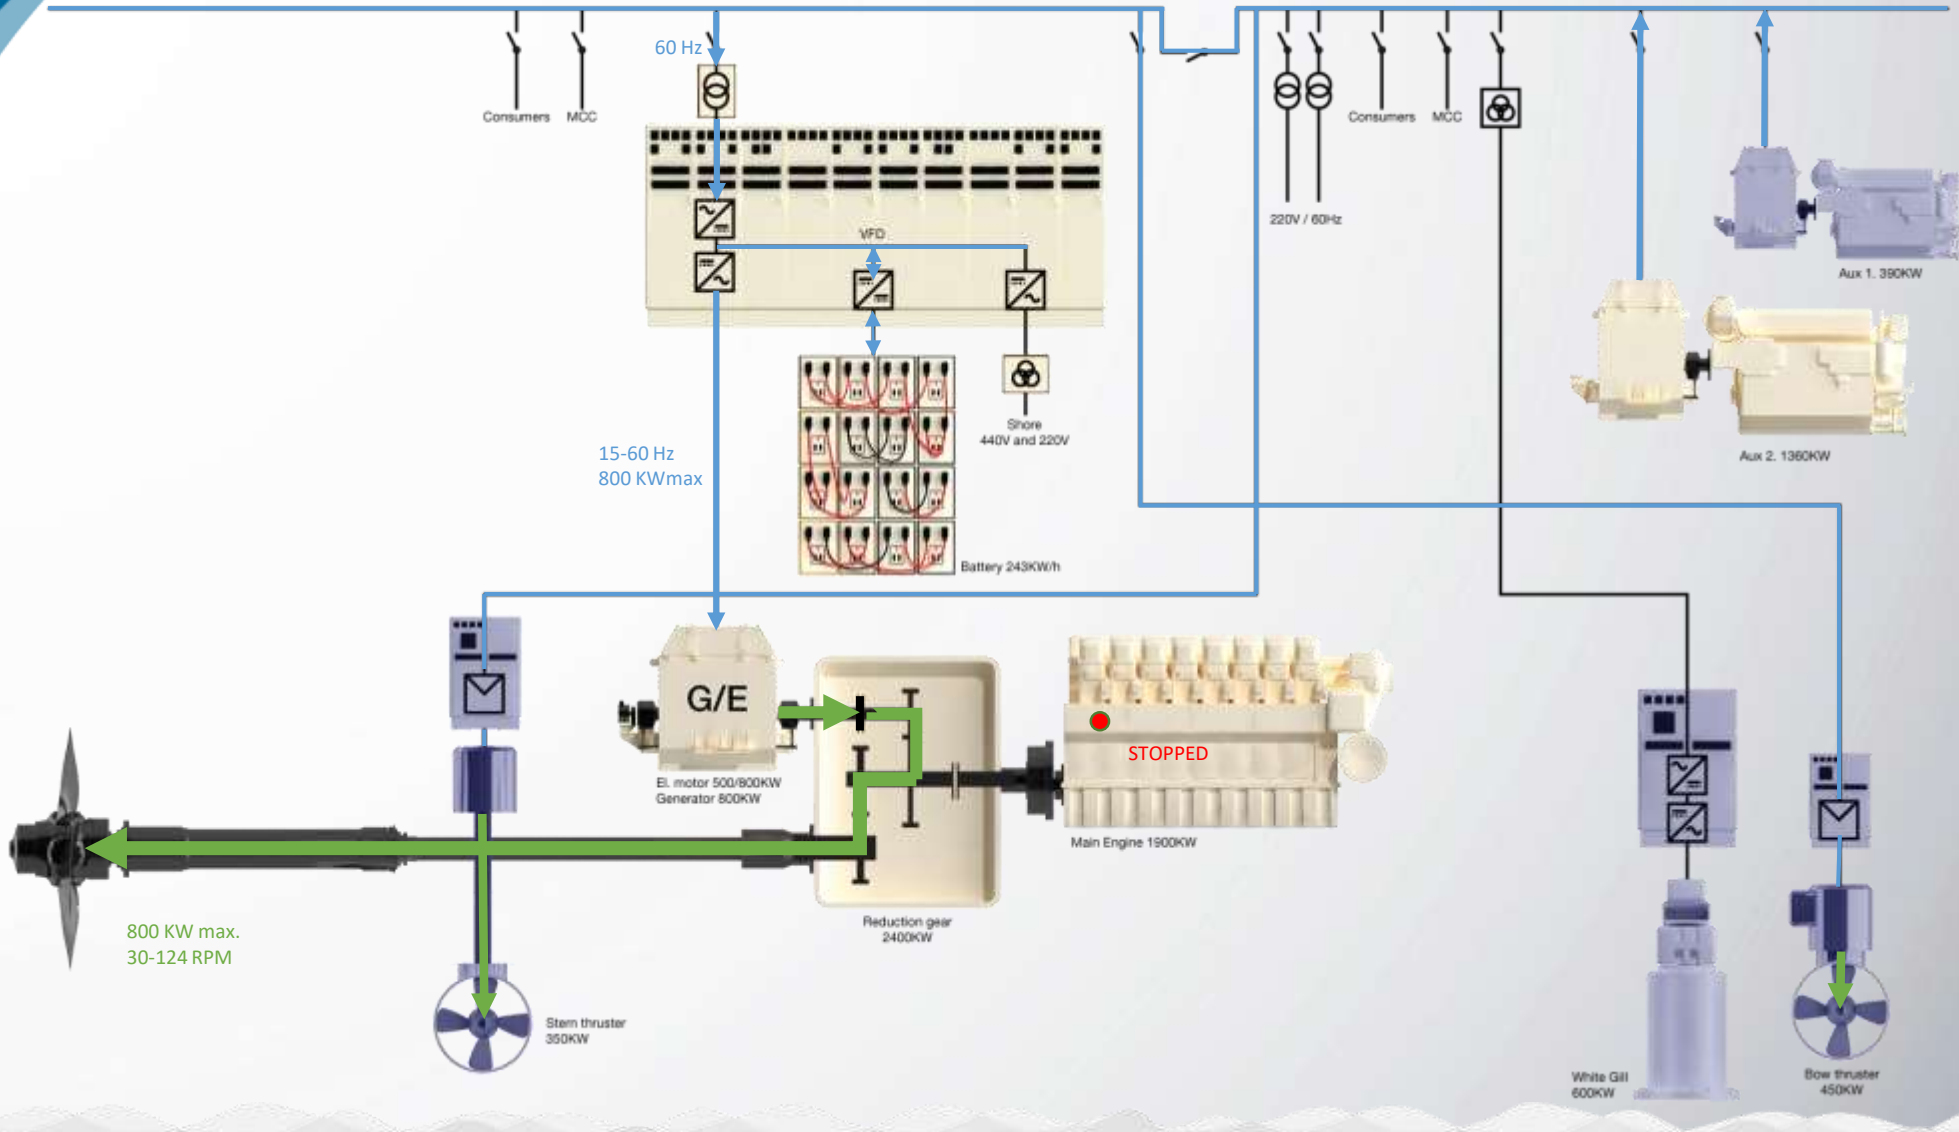 60 Hz
Consumers
MCC
220V / 60Hz
Consumers
MCC
Aux 1. 390KW
Aux 2. 1360KW
VFD
Shore
440V and 220V
15-60 Hz
800 KWmax
Battery 243KW/h
G/E
El. motor 500/800KW
Generator 800KW
STOPPED
Main Engine 1900KW
Reduction gear
2400KW
800 KW max.
30-124 RPM
Stern thruster
350KW
White Gill
600KW
Bow thruster
450KW